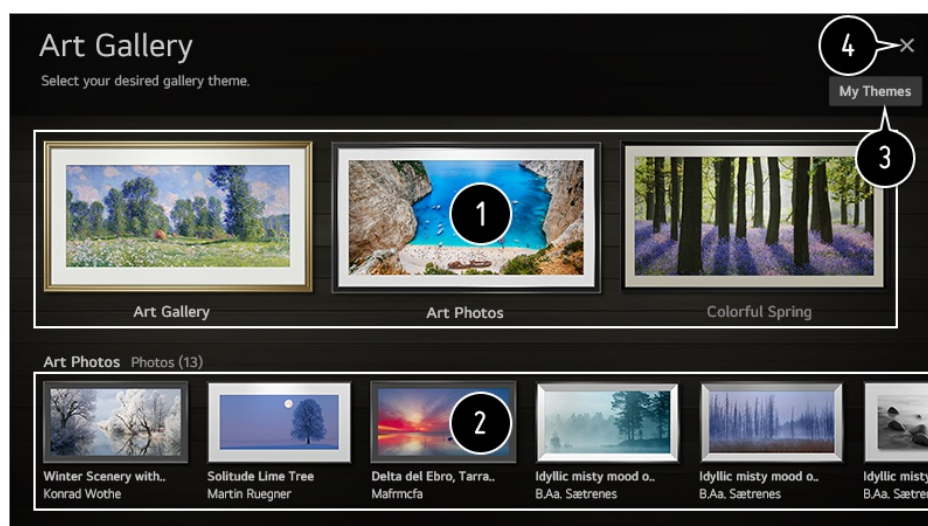 Art Gallery
Select your desired gallery theme.
4
My Themes
3
1
Art Gallery
Art Photos
Colorful Spring
Art Photos Photos (13)
2
Winter Scenery with..
Solitude Lime Tree
Delta del Ebro, Tarra..
Idyllic misty mood o..
Idyllic misty mood o..
Idyllic misty
Konrad Wothe
Martin Ruegner
Mafrmcfa
B.Aa. Sætrenes
B.Aa. Sætrenes
B.Aa. Sætren